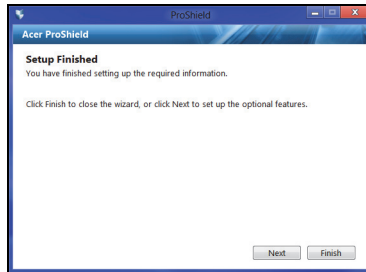 ProShield
Acer ProShield
Setup Finished
You have finished setting up the required information.
Click Finish to close the wizard, or click Next to set up the optional features.
Next
Finish